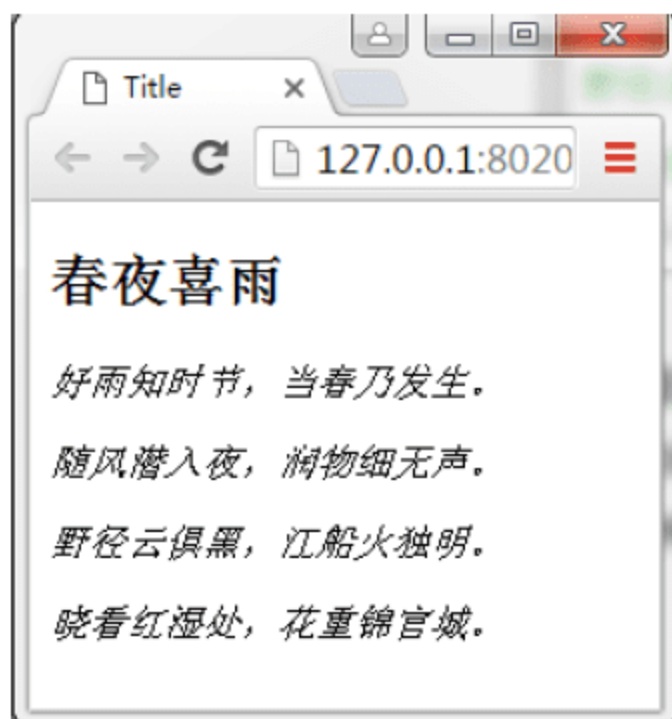 Title
127.0.0.1:8020
春夜喜雨
好雨知时节，当春乃发生。
随风潜入夜，润物细无声。
野径云俱黑，江船火独明。
晓看红湿处，花重锦官城。